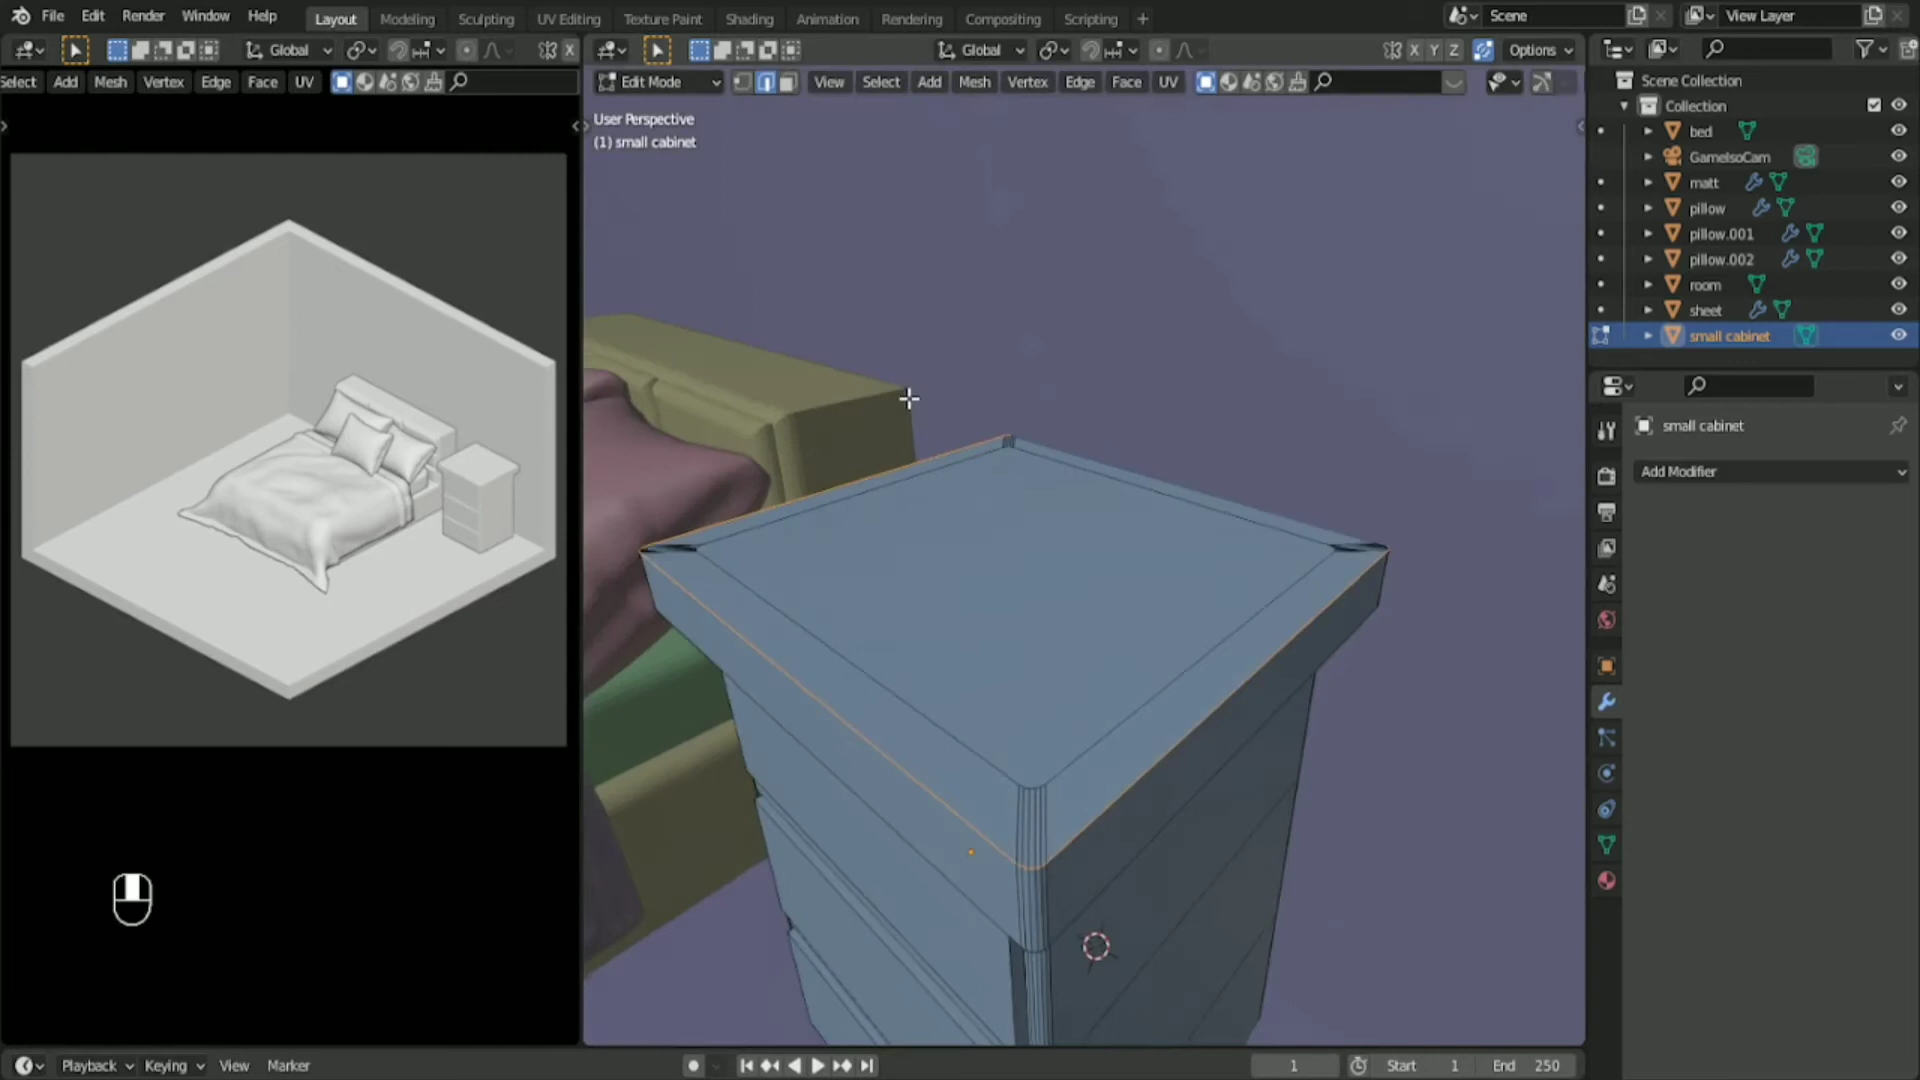 File Edit Render Window Help Layout Modeling Sculpting UV Editing Texture Paint Shading Animation Rendering Compositing Scripting + Scene View Layer
Global X Global X Y Z Options
Select Add Mesh Vertex Edge Face UV Edit Mode View Select Add Mesh Vertex Edge Face UV
User Perspective
(1) small cabinet
Scene Collection
Collection
bed
GameIsoCam
matt
pillow
pillow.001
pillow.002
room
sheet
small cabinet
small cabinet
Add Modifier
Playback Keying View Marker 1 Start 1 End 250